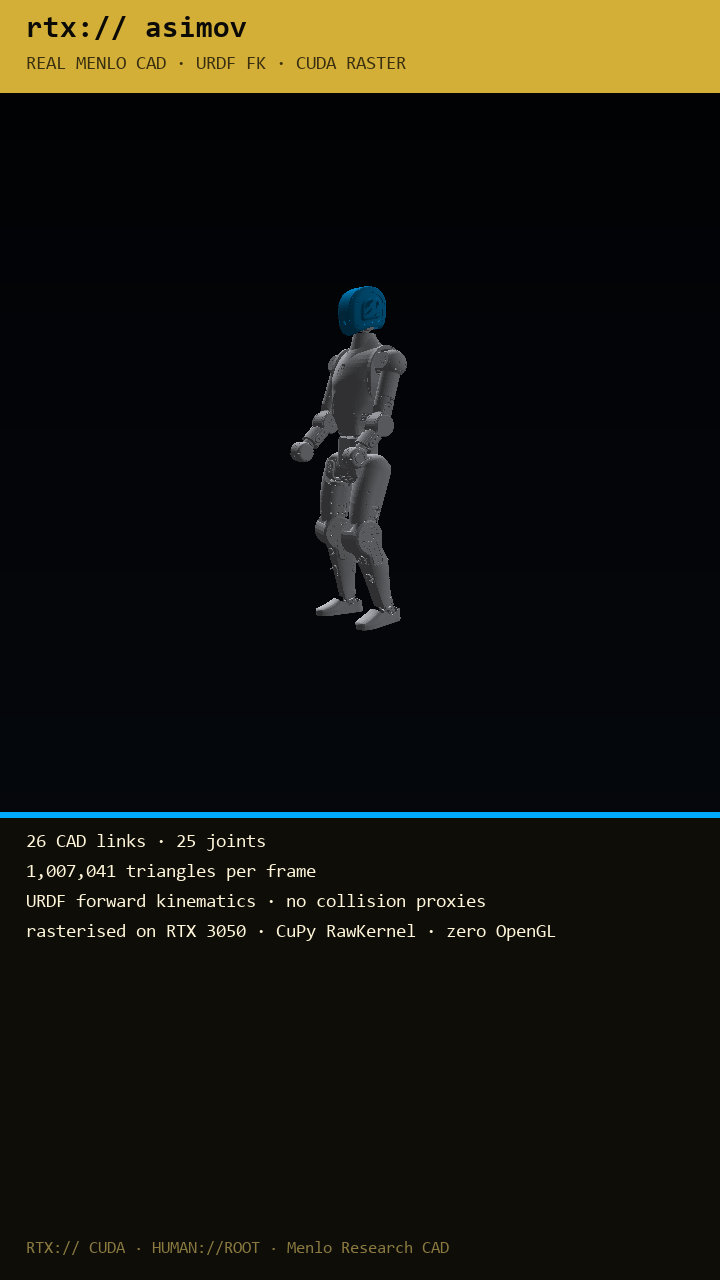 rtx:// asimov
REAL MENLO CAD · URDF FK · CUDA RASTER
26 CAD links · 25 joints
1,007,041 triangles per frame
URDF forward kinematics · no collision proxies
rasterised on RTX 3050 · CuPy RawKernel · zero OpenGL
RTX:// CUDA · HUMAN://ROOT · Menlo Research CAD